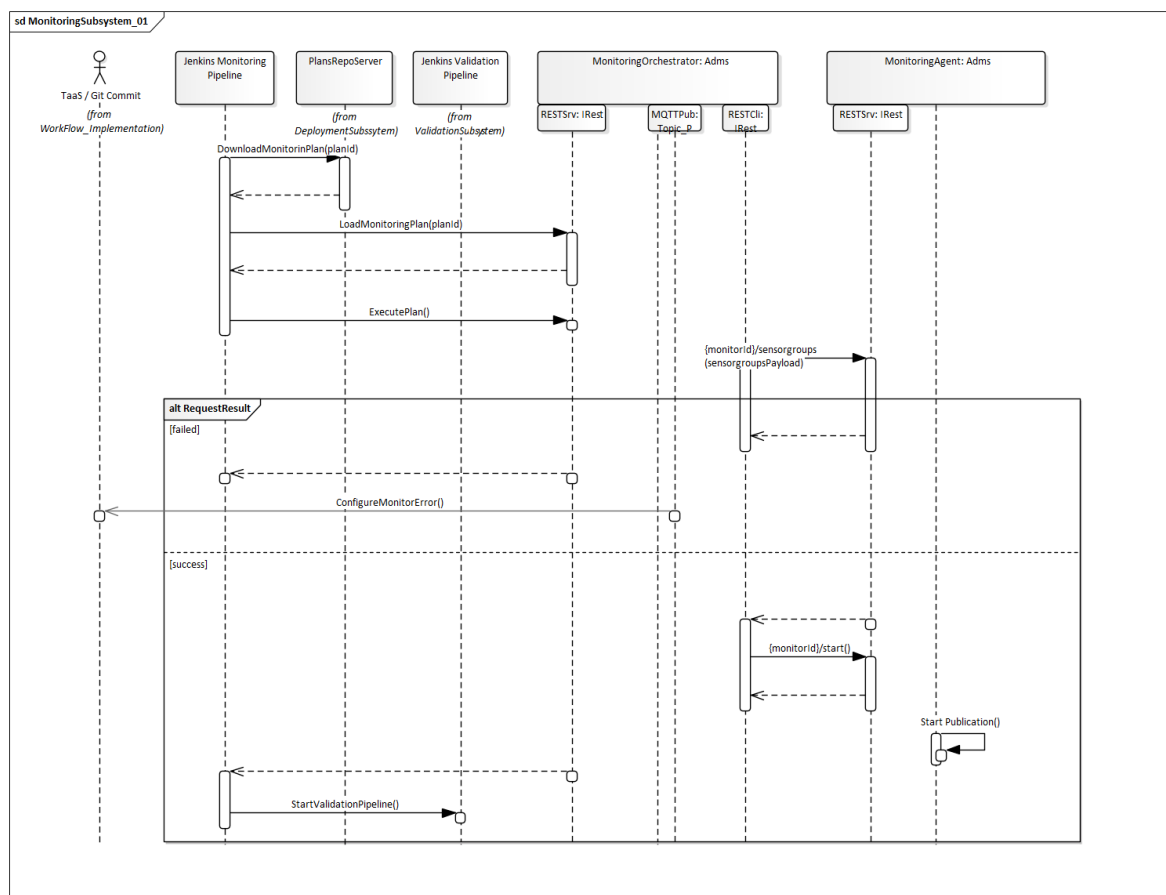 sd MonitoringSubsystem_01
TaaS / Git Commit
(from
WorkFlow_Implementation)
Jenkins Monitoring
Pipeline
PlansRepoServer
(from
DeploymentSubssytem)
Jenkins Validation
Pipeline
(from
ValidationSubsystem)
MonitoringOrchestrator: Adms
RESTSrv: IRest
MQTTPub:
Topic_P
RESTCli:
IRest
MonitoringAgent: Adms
RESTSrv: IRest
DownloadMonitorinPlan(planId)
LoadMonitoringPlan(planId)
ExecutePlan()
{monitorId}/sensorgroups
(sensorgroupsPayload)
alt RequestResult
[failed]
ConfigureMonitorError()
[success]
{monitorId}/start()
Start Publication()
StartValidationPipeline()